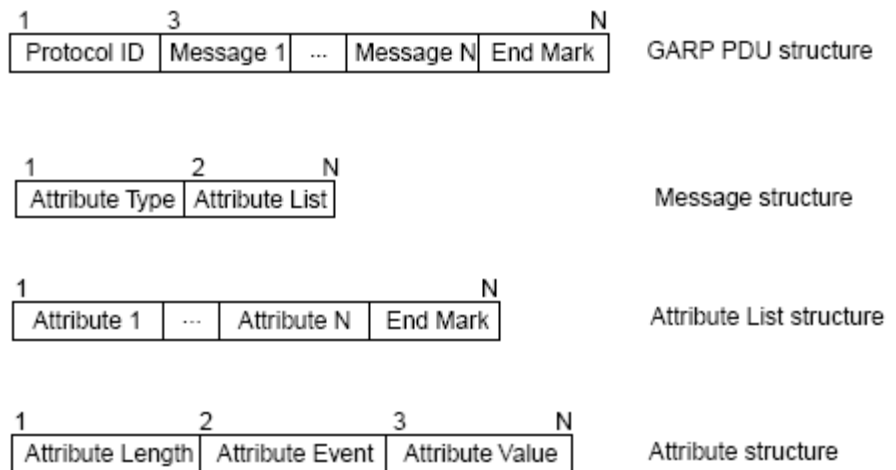 1 3 N
Protocol ID Message 1 ... Message N End Mark GARP PDU structure
1 2 N
Attribute Type Attribute List Message structure
1 N
Attribute 1 ... Attribute N End Mark Attribute List structure
1 2 3 N
Attribute Length Attribute Event Attribute Value Attribute structure